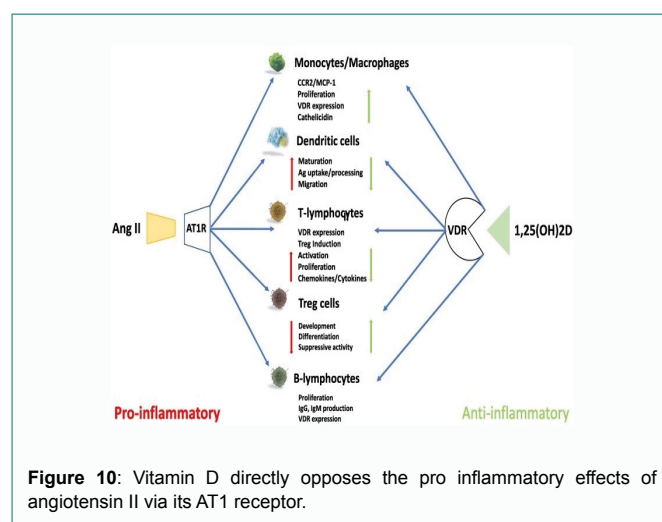 Monocytes/Macrophages
CCR2/MCP-1
Proliferation
VDR expression
Cathelicidin
Dendritic cells
Maturation
Ag uptake/processing
Migration
T-lymphocytes
VDR expression
Treg Induction
Activation
Proliferation
Chemokines/Cytokines
Ang II
AT1R
VDR
1,25(OH)2D
Treg cells
Development
Differentiation
Suppressive activity
B-lymphocytes
Proliferation
IgG, IgM production
VDR expression
Pro-inflammatory
Anti-inflammatory
Figure 10: Vitamin D directly opposes the pro inflammatory effects of
angiotensin II via its AT1 receptor.